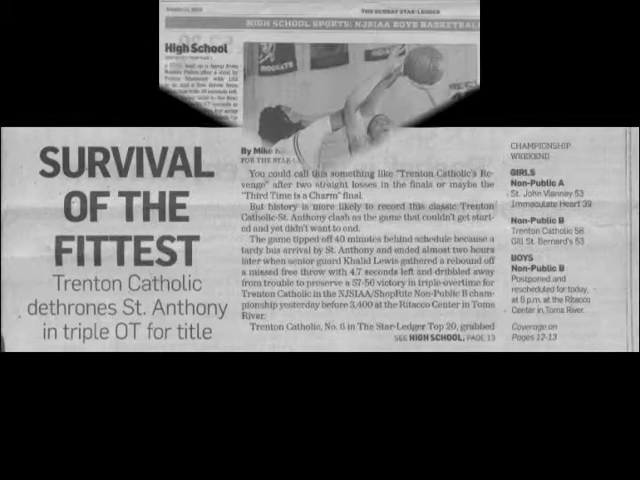 THE SUNDAY STAR-LEDGER
HIGH SCHOOL SPORTS: NJSIAA BOYS BASKETBALL
High School
ROCKETS
SURVIVAL
OF THE
FITTEST
Trenton Catholic
dethrones St. Anthony
in triple OT for title
By Mike
FOR THE STAR-L
You could call this something like "Trenton Catholic's Re-
venge" after two straight losses in the finals or maybe the
"Third Time is a Charm" final.
But history is more likely to record this classic Trenton
Catholic-St. Anthony clash as the game that couldn't get start-
ed and yet didn't want to end.
The game tipped off 40 minutes behind schedule because a
tardy bus arrival by St. Anthony and ended almost two hours
later when senior guard Khalid Lewis gathered a rebound off
a missed free throw with 4.7 seconds left and dribbled away
from trouble to preserve a 57-56 victory in triple-overtime for
Trenton Catholic in the NJSIAA/ShopRite Non-Public B cham-
pionship yesterday before 3,400 at the Ritacco Center in Toms
River.
Trenton Catholic, No. 6 in The Star-Ledger Top 20, grabbed
SEE HIGH SCHOOL, PAGE 13
CHAMPIONSHIP
WEEKEND
GIRLS
Non-Public A
St. John Vianney 53
Immaculate Heart 39
Non-Public B
Trenton Catholic 58
Gill St. Bernard's 53
BOYS
Non-Public B
Postponed and
rescheduled for today,
at 6 p.m. at the Ritacco
Center in Toms River.
Coverage on
Pages 12-13